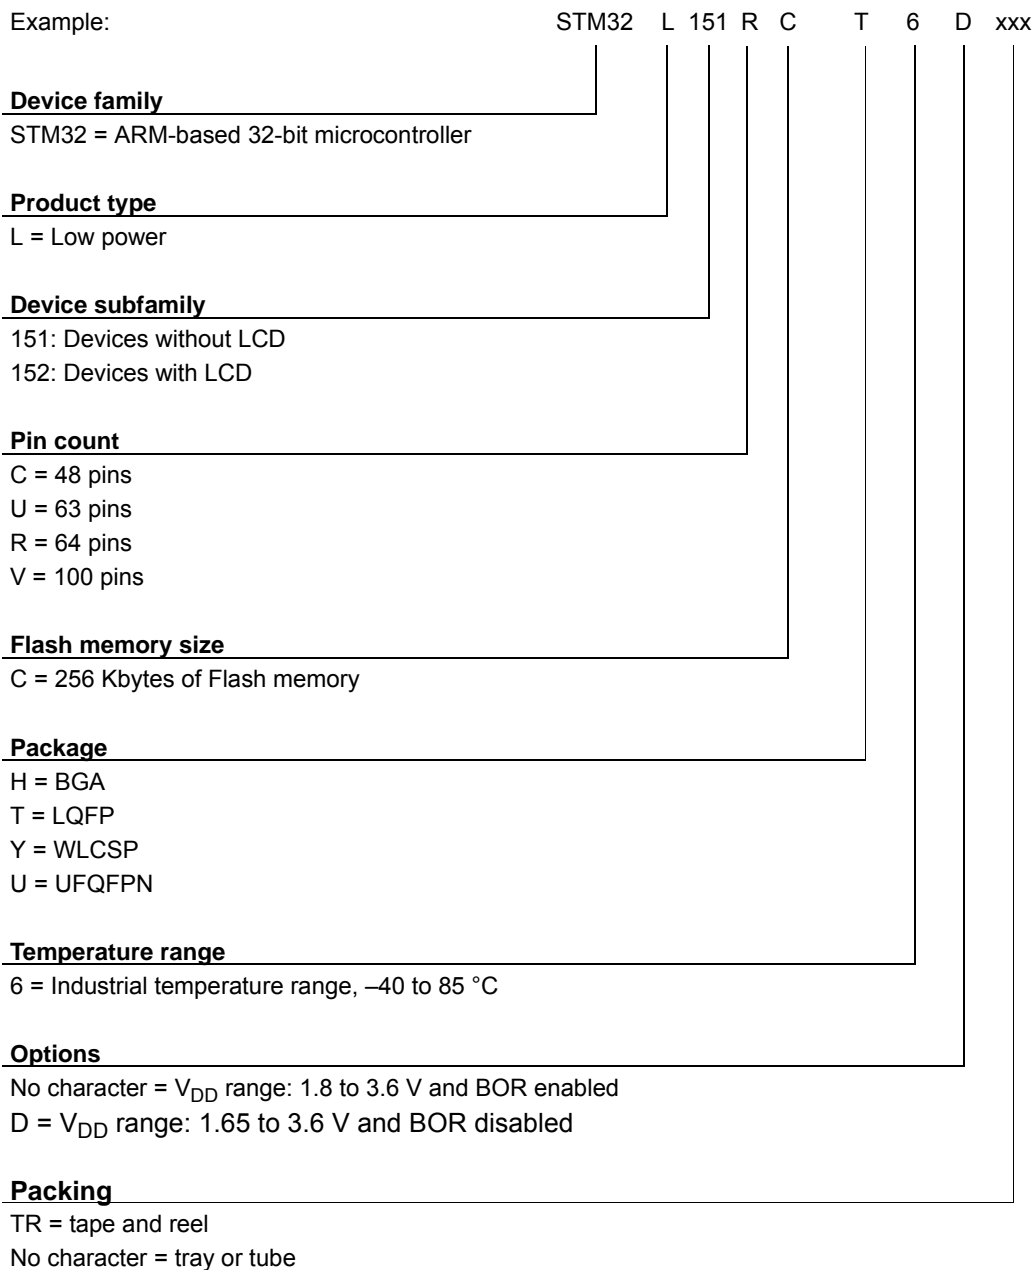 Example: STM32 L 151 R C T 6 D xxx
Device family
STM32 = ARM-based 32-bit microcontroller
Product type
L = Low power
Device subfamily
151: Devices without LCD
152: Devices with LCD
Pin count
C = 48 pins
U = 63 pins
R = 64 pins
V = 100 pins
Flash memory size
C = 256 Kbytes of Flash memory
Package
H = BGA
T = LQFP
Y = WLCSP
U = UFQFPN
Temperature range
6 = Industrial temperature range, –40 to 85 °C
Options
No character = VDD range: 1.8 to 3.6 V and BOR enabled
D = VDD range: 1.65 to 3.6 V and BOR disabled
Packing
TR = tape and reel
No character = tray or tube